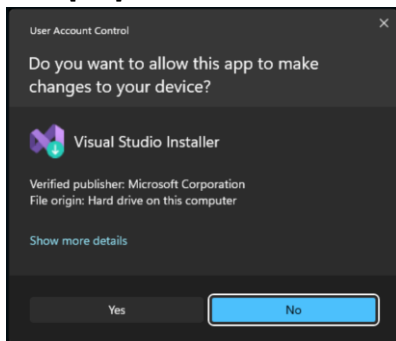 User Account Control
Do you want to allow this app to make
changes to your device?
Visual Studio Installer
Verified publisher: Microsoft Corporation
File origin: Hard drive on this computer
Show more details
Yes
No